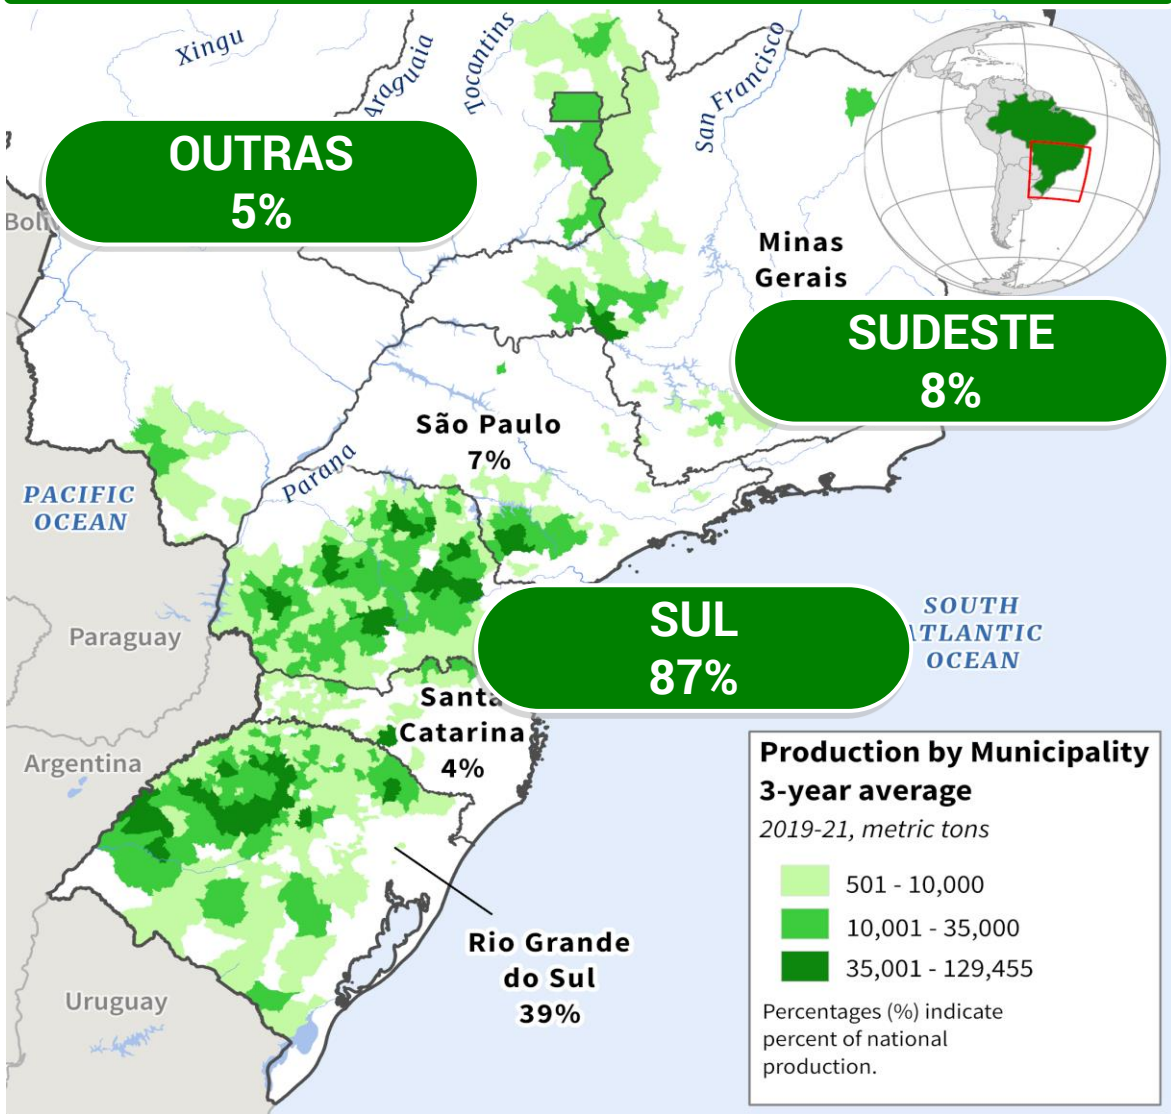 Xingu
Araguaia
Tocantins
San Francisco
OUTRAS
5%
Minas
Gerais
SUDESTE
8%
São Paulo
7%
Parana
PACIFIC
OCEAN
SUL
87%
SOUTH
ATLANTIC
OCEAN
Paraguay
Santa
Catarina
4%
Argentina
Rio Grande
do Sul
39%
Uruguay
Production by Municipality
3-year average
2019-21, metric tons
501 - 10,000
10,001 - 35,000
35,001 - 129,455
Percentages (%) indicate
percent of national
production.